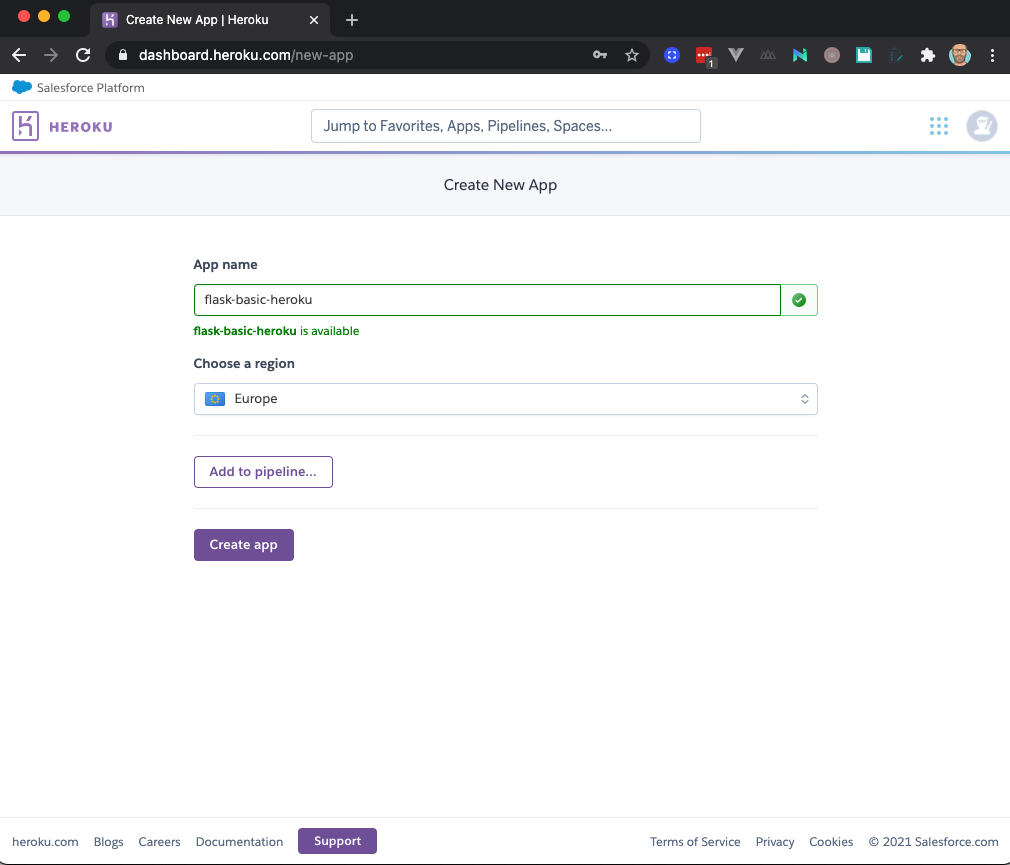 Create New App | Heroku
dashboard.heroku.com/new-app
1
Salesforce Platform
HEROKU
Jump to Favorites, Apps, Pipelines, Spaces...
Create New App
App name
flask-basic-heroku
flask-basic-heroku is available
Choose a region
Europe
Add to pipeline...
Create app
heroku.com Blogs Careers Documentation Support Terms of Service Privacy Cookies © 2021 Salesforce.com